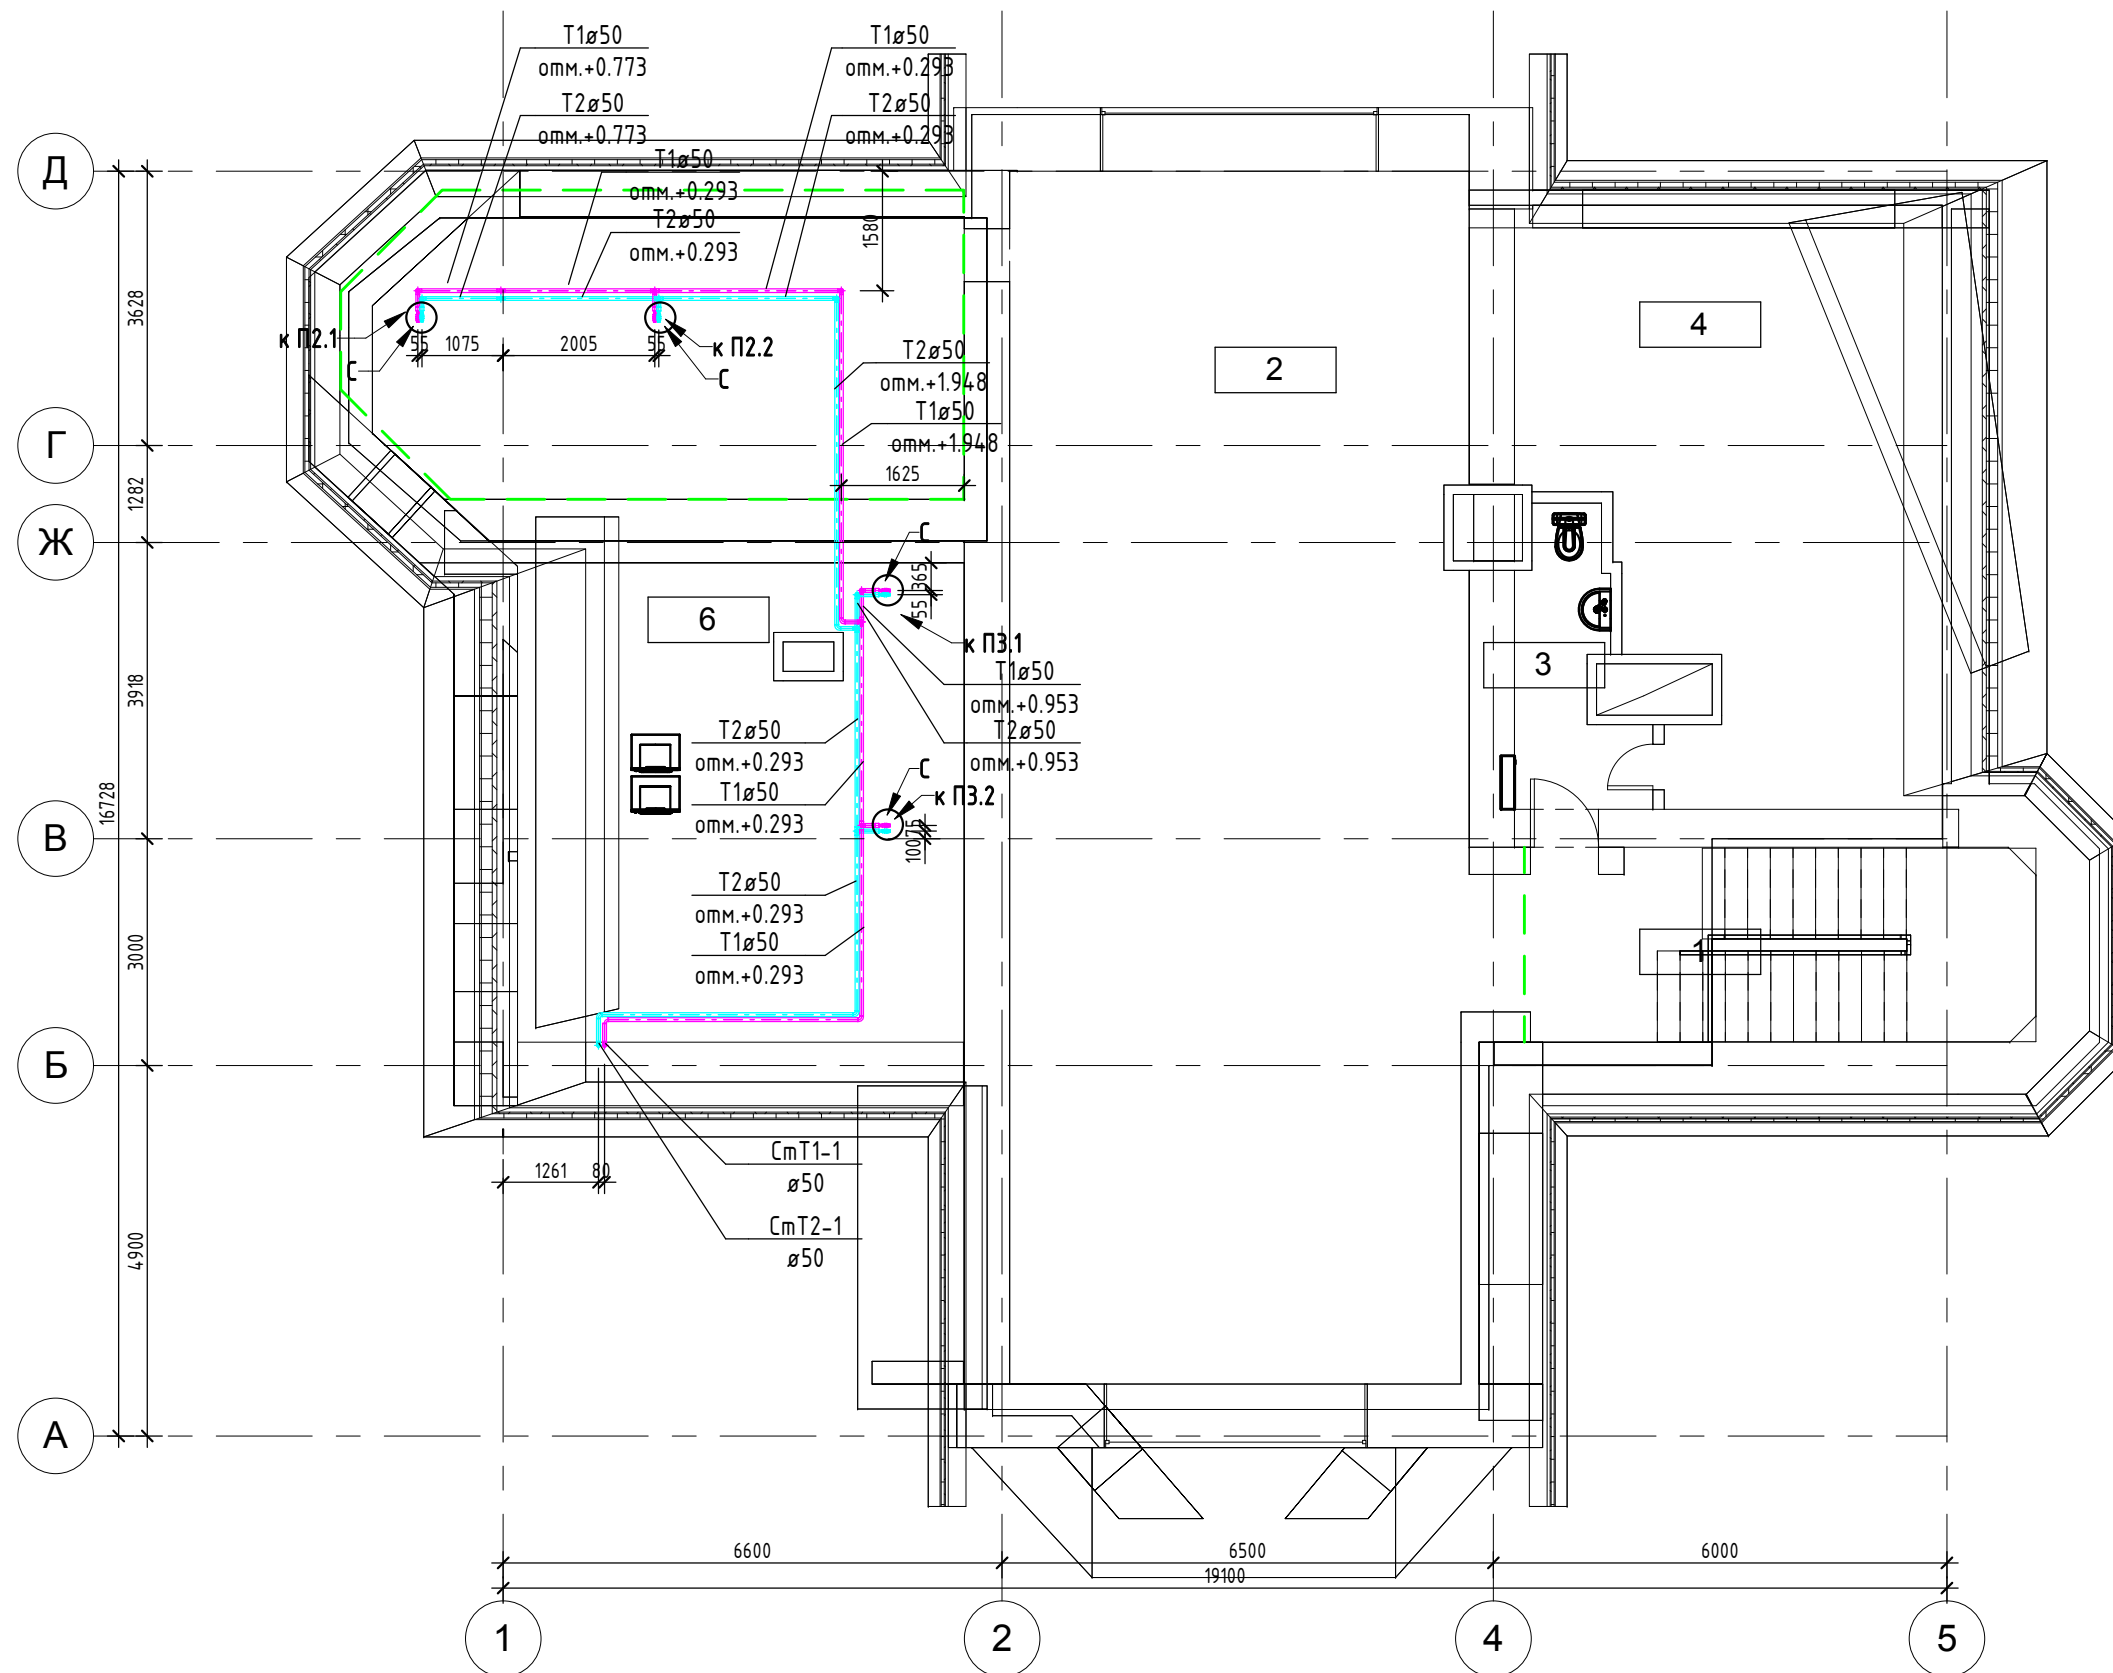 Т1ø50
отм.+0.773
Т2ø50
отм.+0.773
Т1ø50
отм.+0.293
Т2ø50
отм.+0.293
Т1ø50
отм.+0.293
Т2ø50
отм.+0.293
Д
1580
3628
к П2.1
С
55
1075
2005
55
к П2.2
С
4
2
Т2ø50
отм.+1.948
Т1ø50
отм.+1.948
1625
Г
1282
Ж
С
365
55
к П3.1
6
3
Т1ø50
отм.+0.953
Т2ø50
отм.+0.953
3918
16728
Т2ø50
отм.+0.293
Т1ø50
отм.+0.293
С
к П3.2
75
100
В
Т2ø50
отм.+0.293
Т1ø50
отм.+0.293
3000
1
Б
1261
80
СтТ1-1
ø50
СтТ2-1
ø50
4900
А
6600
6500
6000
19100
1
2
4
5